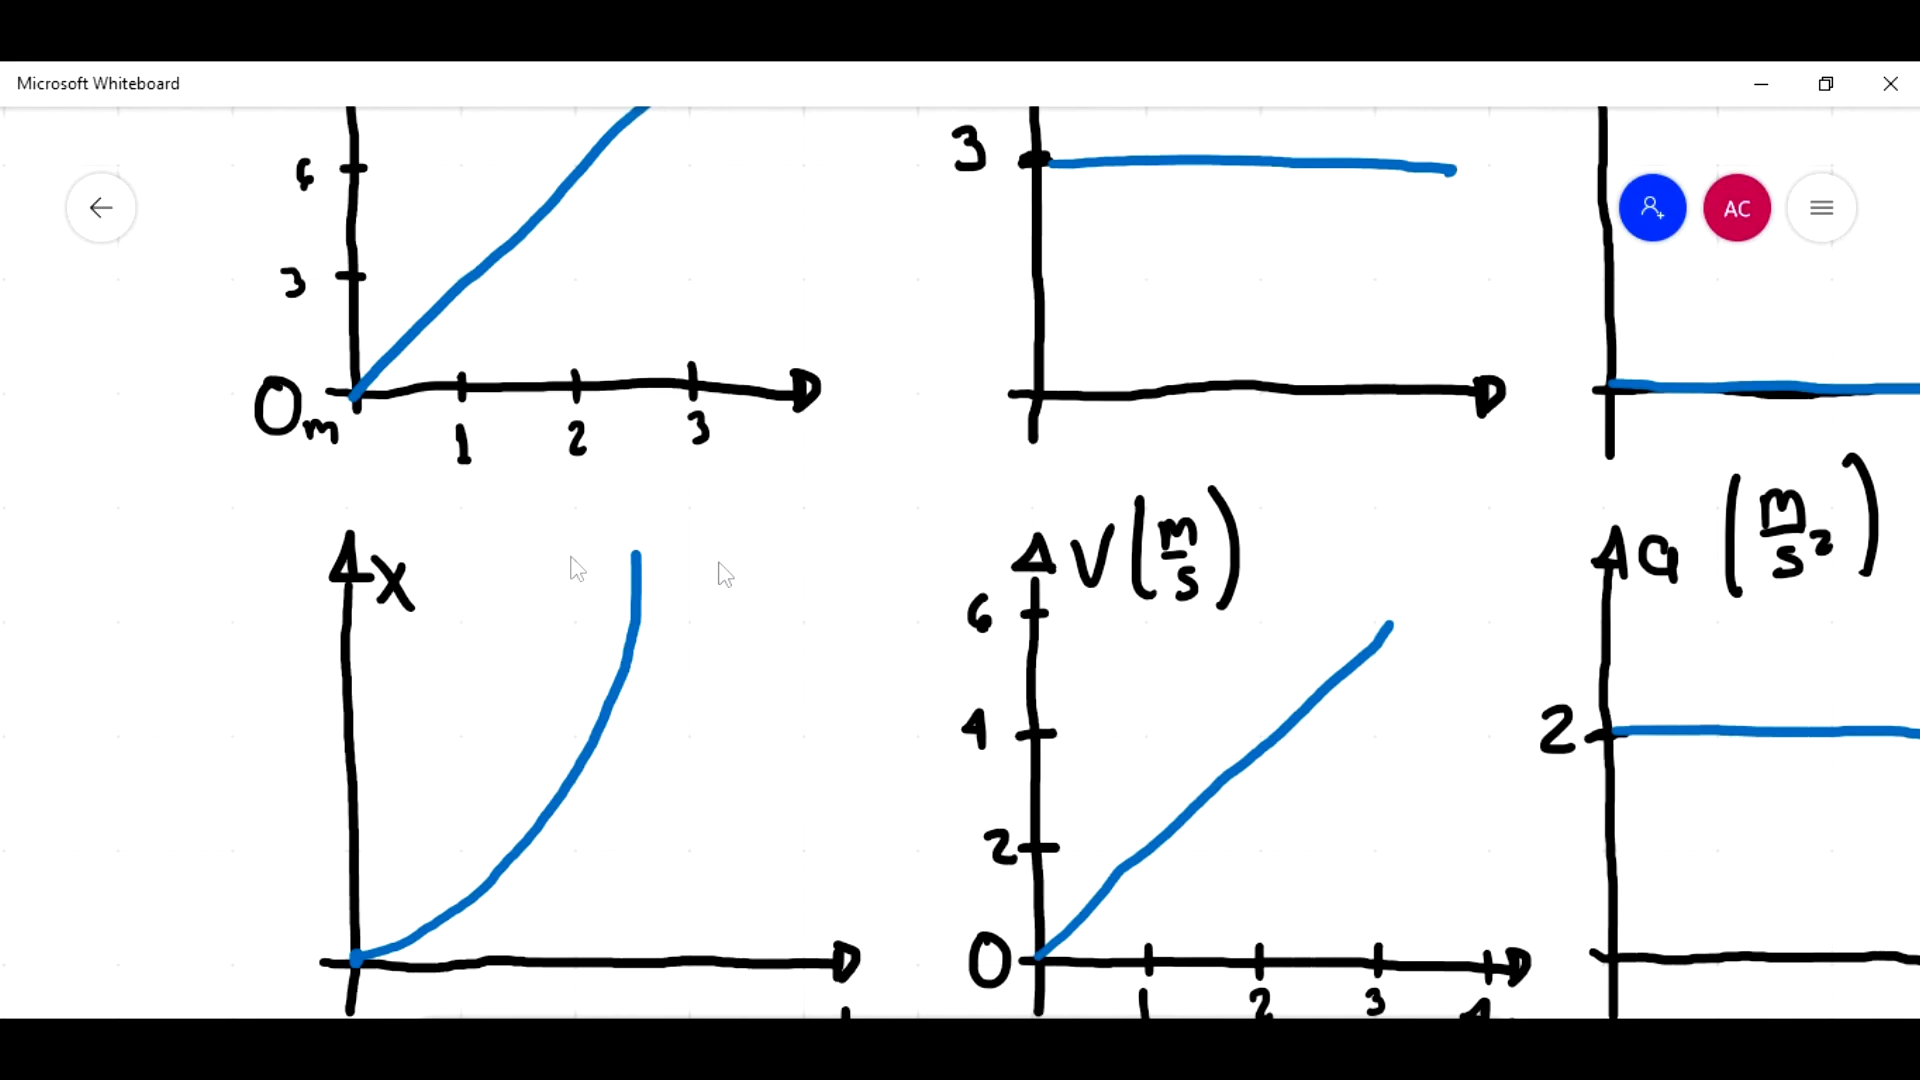 Microsoft Whiteboard
6
3
0m
1 2 3
3
AC
X
V (m/s)
6
4
2
0
1 2 3 4
a (m/s²)
2